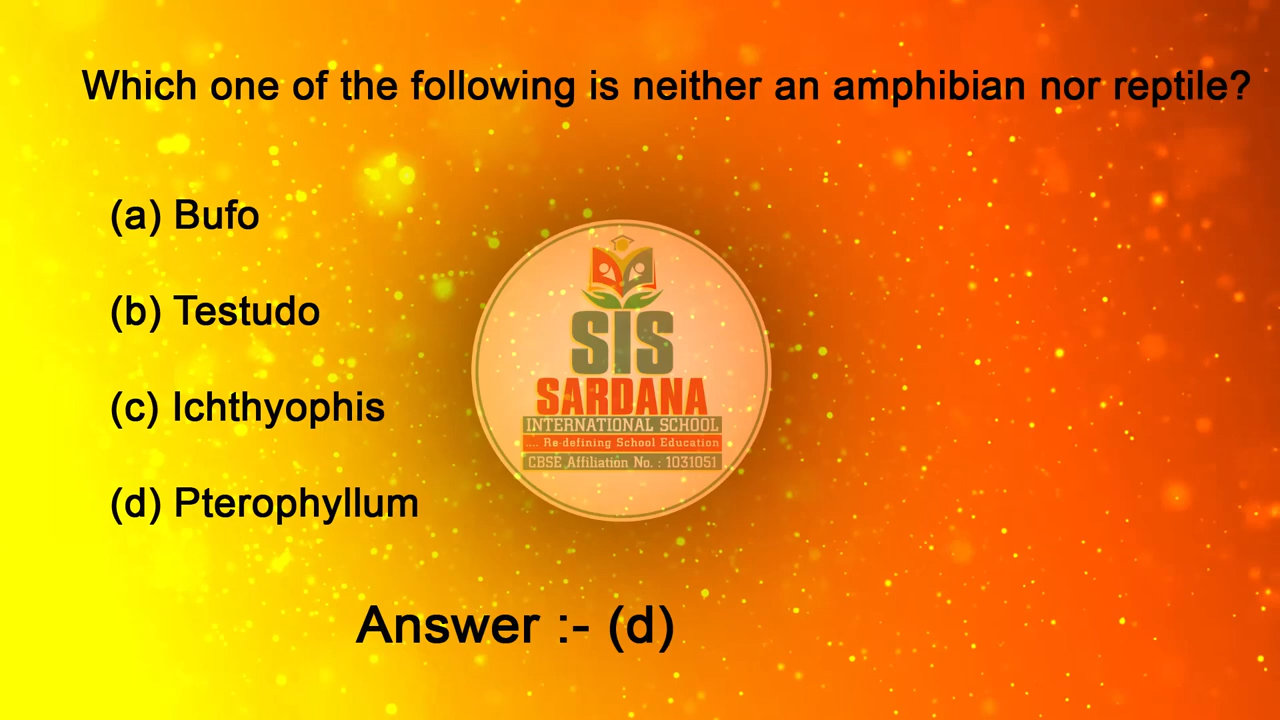 Which one of the following is neither an amphibian nor reptile?
(a) Bufo
(b) Testudo
(c) Ichthyophis
(d) Pterophyllum
SIS
SARDANA
INTERNATIONAL SCHOOL
.... Re-defining School Education
CBSE Affiliation No. : 1031051
Answer :- (d)